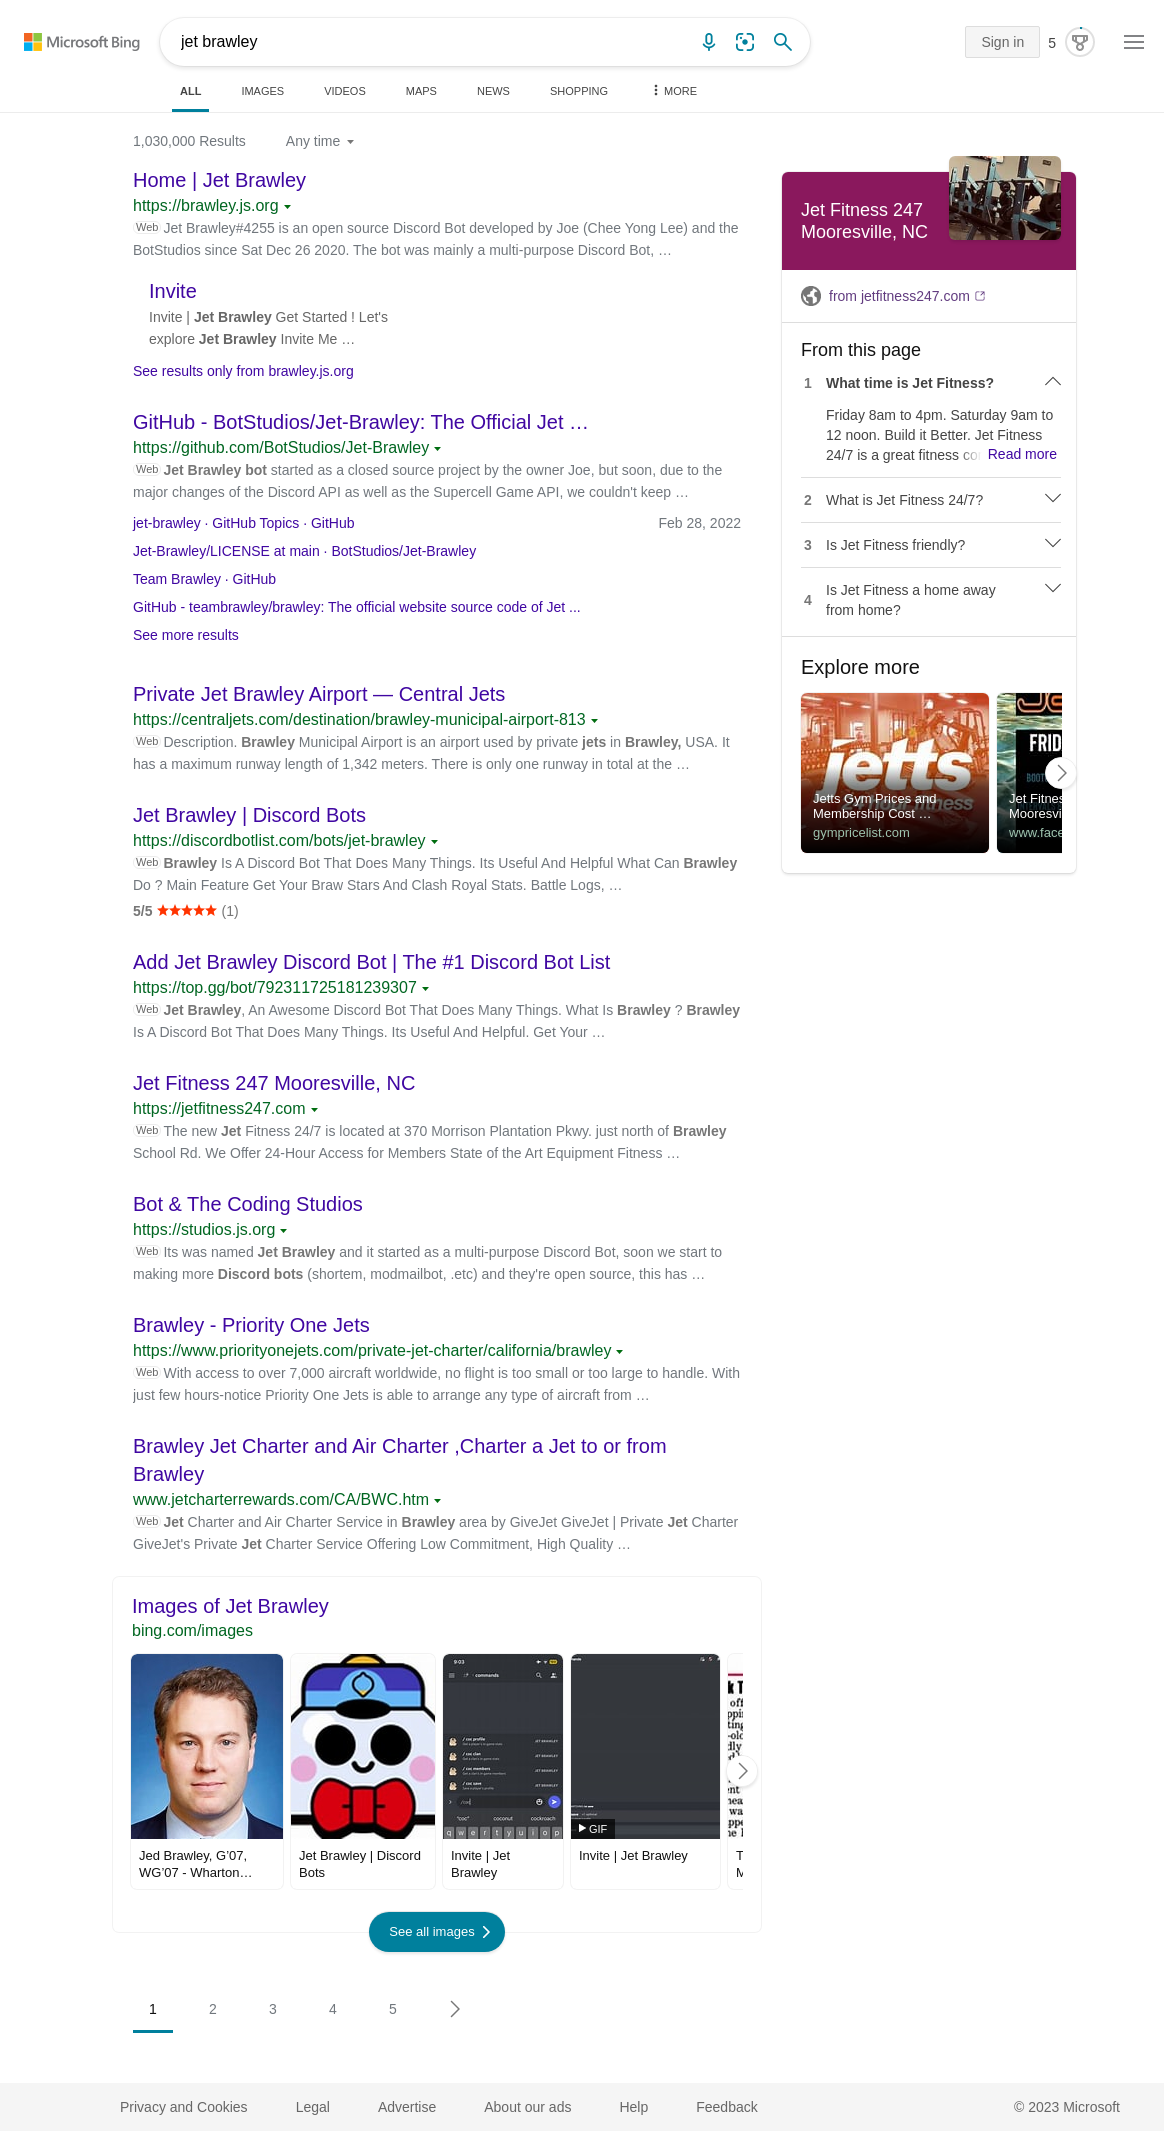 Microsoft Bing
jet brawley
Sign in
5
ALL
IMAGES
VIDEOS
MAPS
NEWS
SHOPPING
MORE
1,030,000 Results
Any time
Home | Jet Brawley
https://brawley.js.org
Web Jet Brawley#4255 is an open source Discord Bot developed by Joe (Chee Yong Lee) and the
BotStudios since Sat Dec 26 2020. The bot was mainly a multi-purpose Discord Bot, …
Invite
Invite | Jet Brawley Get Started ! Let's
explore Jet Brawley Invite Me …
See results only from brawley.js.org
GitHub - BotStudios/Jet-Brawley: The Official Jet …
https://github.com/BotStudios/Jet-Brawley
Web Jet Brawley bot started as a closed source project by the owner Joe, but soon, due to the
major changes of the Discord API as well as the Supercell Game API, we couldn't keep …
jet-brawley · GitHub Topics · GitHub
Feb 28, 2022
Jet-Brawley/LICENSE at main · BotStudios/Jet-Brawley
Team Brawley · GitHub
GitHub - teambrawley/brawley: The official website source code of Jet ...
See more results
Private Jet Brawley Airport — Central Jets
https://centraljets.com/destination/brawley-municipal-airport-813
Web Description. Brawley Municipal Airport is an airport used by private jets in Brawley, USA. It
has a maximum runway length of 1,342 meters. There is only one runway in total at the …
Jet Brawley | Discord Bots
https://discordbotlist.com/bots/jet-brawley
Web Brawley Is A Discord Bot That Does Many Things. Its Useful And Helpful What Can Brawley
Do ? Main Feature Get Your Braw Stars And Clash Royal Stats. Battle Logs, …
5/5 ★★★★★ (1)
Add Jet Brawley Discord Bot | The #1 Discord Bot List
https://top.gg/bot/792311725181239307
Web Jet Brawley, An Awesome Discord Bot That Does Many Things. What Is Brawley ? Brawley
Is A Discord Bot That Does Many Things. Its Useful And Helpful. Get Your …
Jet Fitness 247 Mooresville, NC
https://jetfitness247.com
Web The new Jet Fitness 24/7 is located at 370 Morrison Plantation Pkwy. just north of Brawley
School Rd. We Offer 24-Hour Access for Members State of the Art Equipment Fitness …
Bot & The Coding Studios
https://studios.js.org
Web Its was named Jet Brawley and it started as a multi-purpose Discord Bot, soon we start to
making more Discord bots (shortem, modmailbot, .etc) and they're open source, this has …
Brawley - Priority One Jets
https://www.priorityonejets.com/private-jet-charter/california/brawley
Web With access to over 7,000 aircraft worldwide, no flight is too small or too large to handle. With
just few hours-notice Priority One Jets is able to arrange any type of aircraft from …
Brawley Jet Charter and Air Charter ,Charter a Jet to or from
Brawley
www.jetcharterrewards.com/CA/BWC.htm
Web Jet Charter and Air Charter Service in Brawley area by GiveJet GiveJet | Private Jet Charter
GiveJet's Private Jet Charter Service Offering Low Commitment, High Quality …
Images of Jet Brawley
bing.com/images
9:03
commands
/ coc profile
/ coc clan
/ coc members
/ coc save
JET BRAWLEY
JET BRAWLEY
JET BRAWLEY
JET BRAWLEY
"coc" coconut cockroach
q w e r t y u i o p
GIF
Jed Brawley, G'07,
WG'07 - Wharton…
Jet Brawley | Discord
Bots
Invite | Jet
Brawley
Invite | Jet Brawley
See all images
1
2
3
4
5
Jet Fitness 247
Mooresville, NC
from jetfitness247.com
From this page
1 What time is Jet Fitness?
Friday 8am to 4pm. Saturday 9am to
12 noon. Build it Better. Jet Fitness
24/7 is a great fitness co Read more
2 What is Jet Fitness 24/7?
3 Is Jet Fitness friendly?
4 Is Jet Fitness a home away
from home?
Explore more
jetts
24 hour fitness
Jetts Gym Prices and
Membership Cost …
gympricelist.com
FRID
BOOT
Jet Fitnes
Mooresvi
www.face
Privacy and Cookies
Legal
Advertise
About our ads
Help
Feedback
© 2023 Microsoft